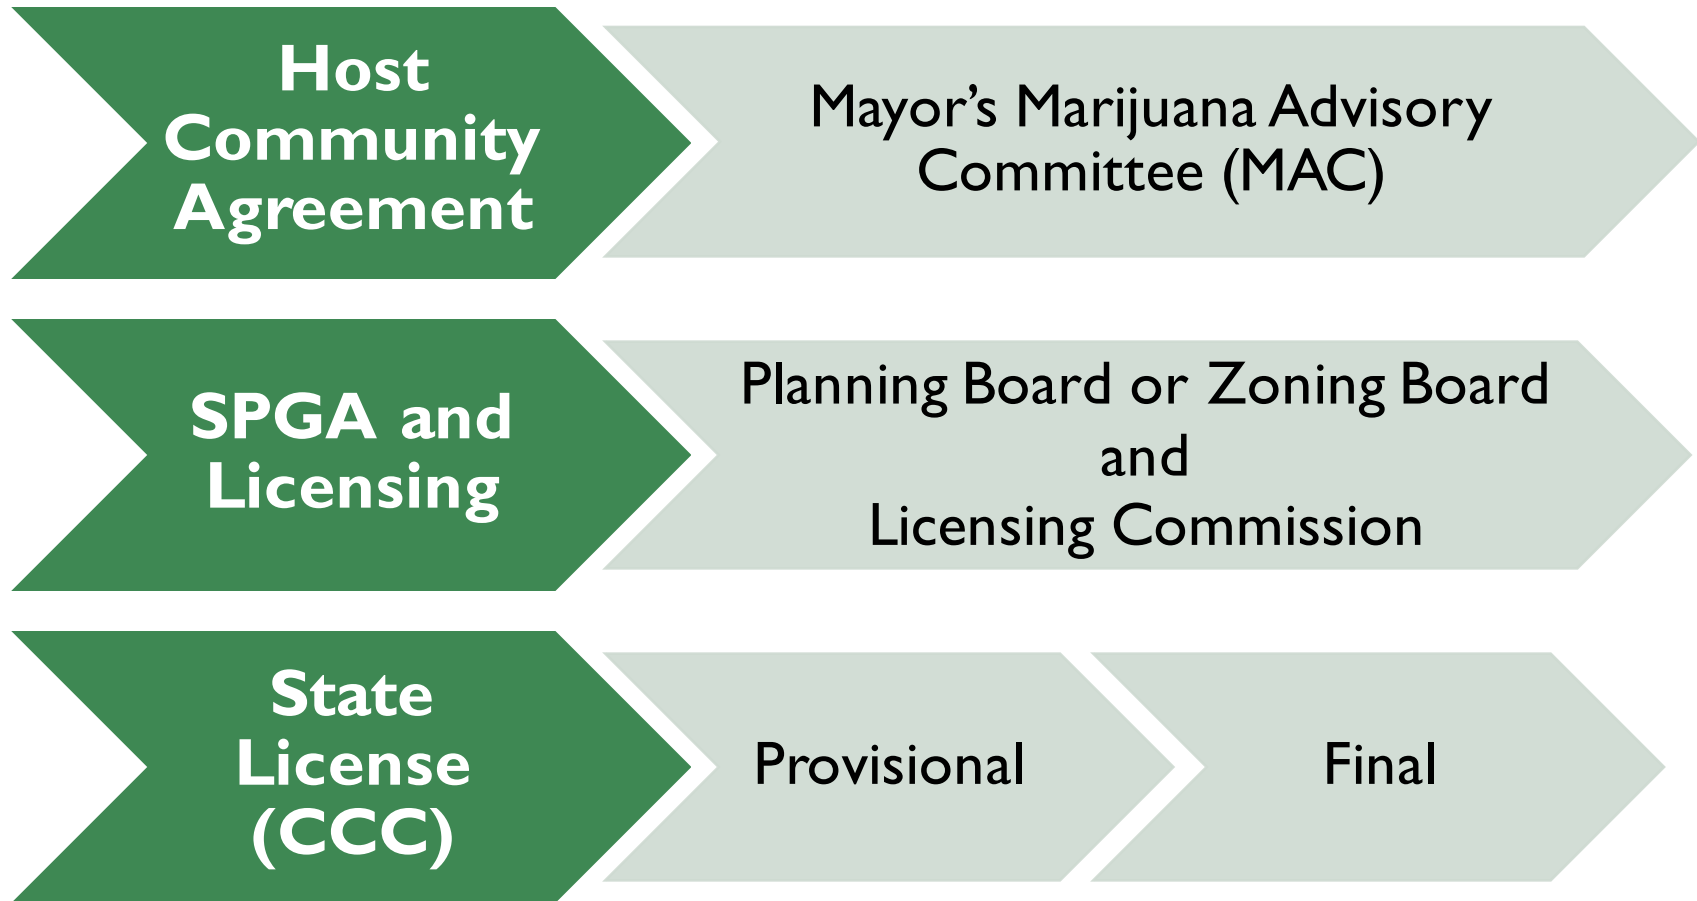 Host
Community
Agreement
Mayor’s Marijuana Advisory
Committee (MAC)
SPGA and
Licensing
Planning Board or Zoning Board
and
Licensing Commission
State
License
(CCC)
Provisional
Final